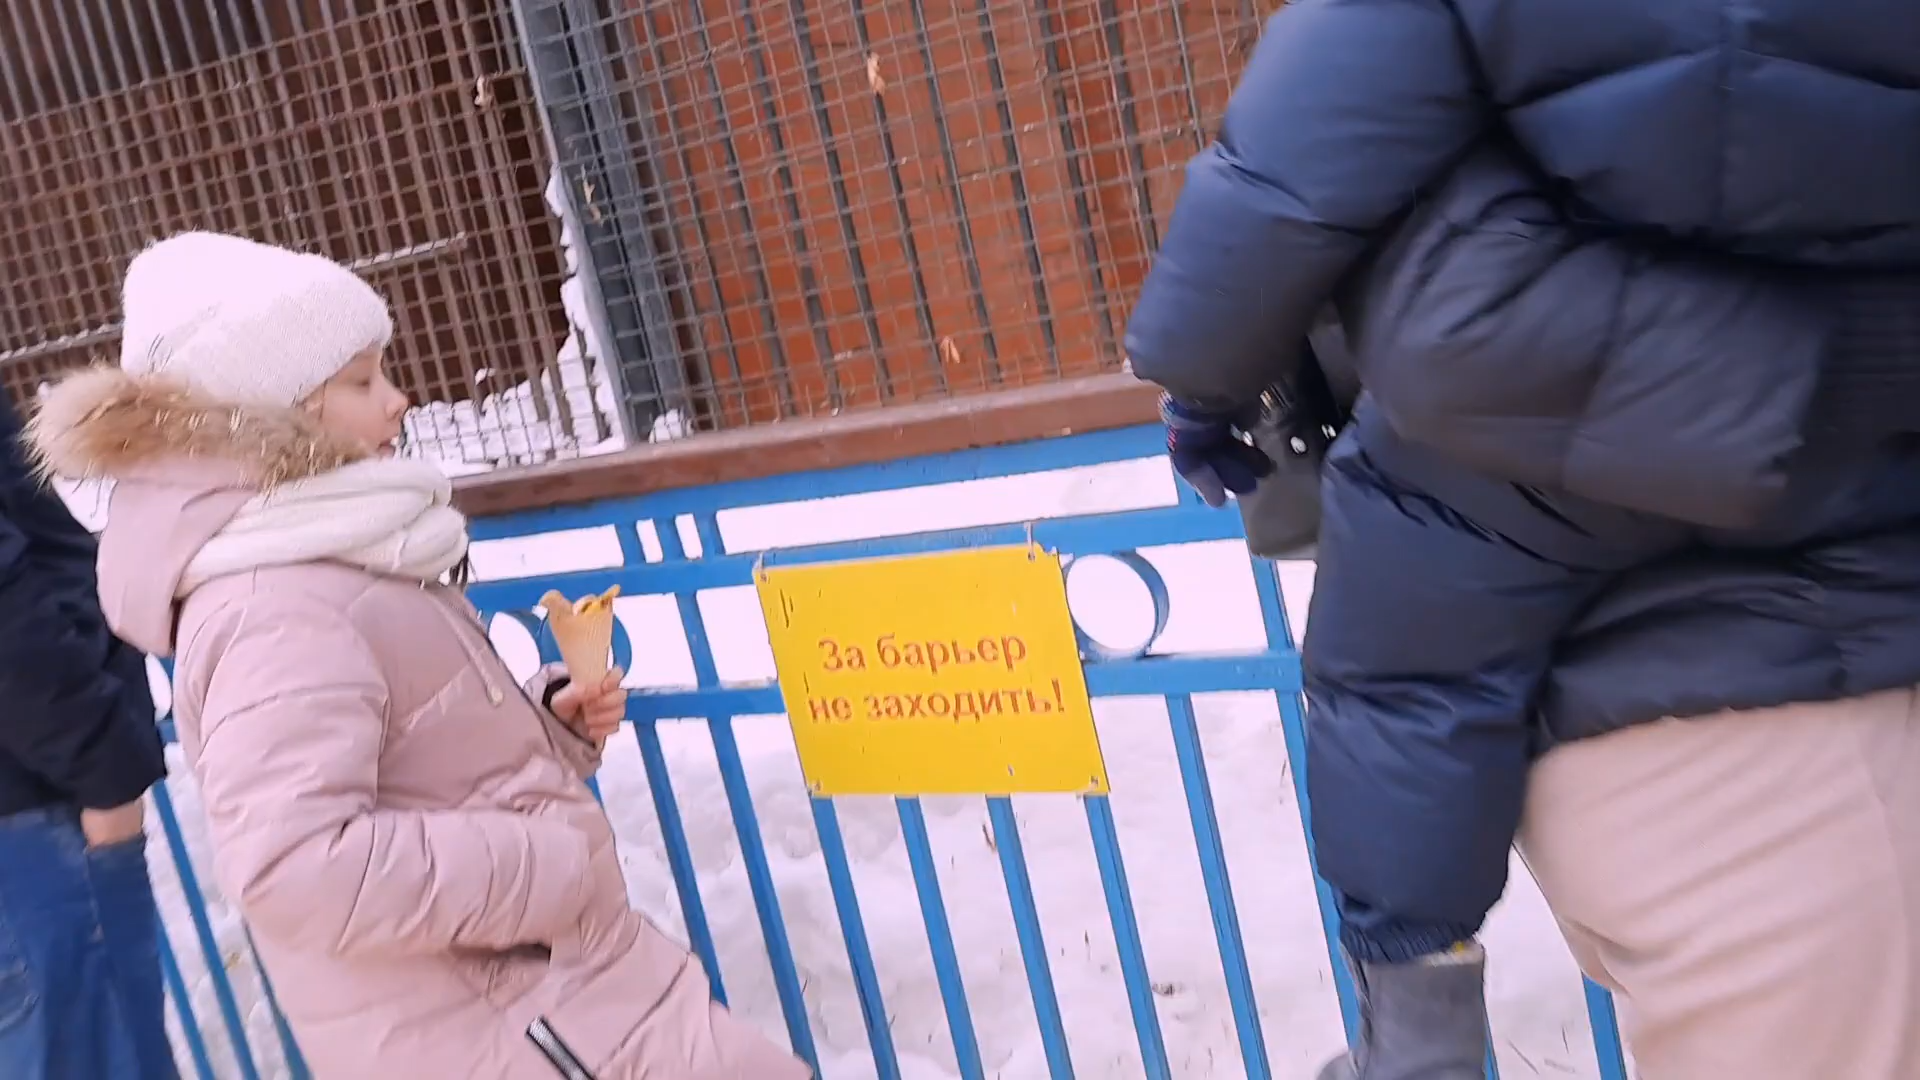 За барьер
не заходить!